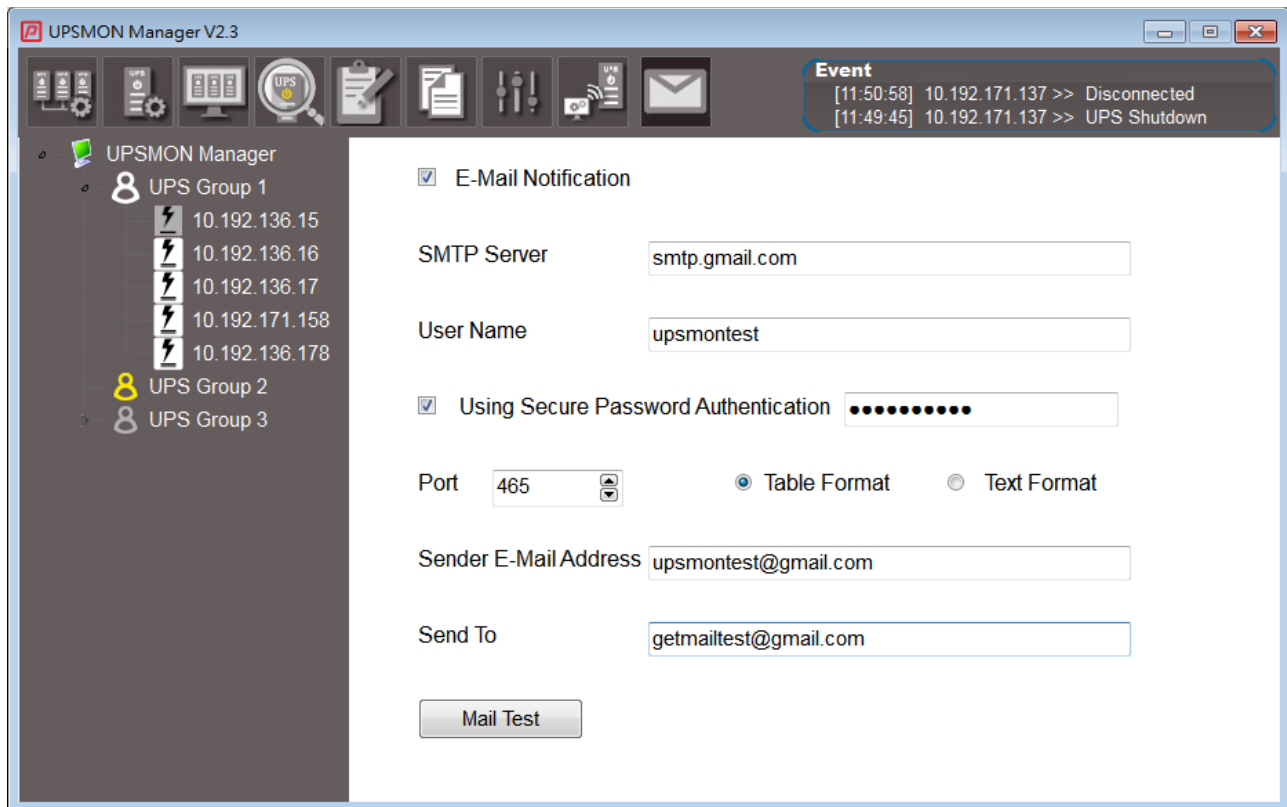 UPSMON Manager V2.3
UPS
Event
[11:50:58] 10.192.171.137 >> Disconnected
[11:49:45] 10.192.171.137 >> UPS Shutdown
UPSMON Manager
UPS Group 1
10.192.136.15
10.192.136.16
10.192.136.17
10.192.171.158
10.192.136.178
UPS Group 2
UPS Group 3
E-Mail Notification
SMTP Server smtp.gmail.com
User Name upsmontest
Using Secure Password Authentication ●●●●●●●●●●
Port 465 Table Format Text Format
Sender E-Mail Address upsmontest@gmail.com
Send To getmailtest@gmail.com
Mail Test